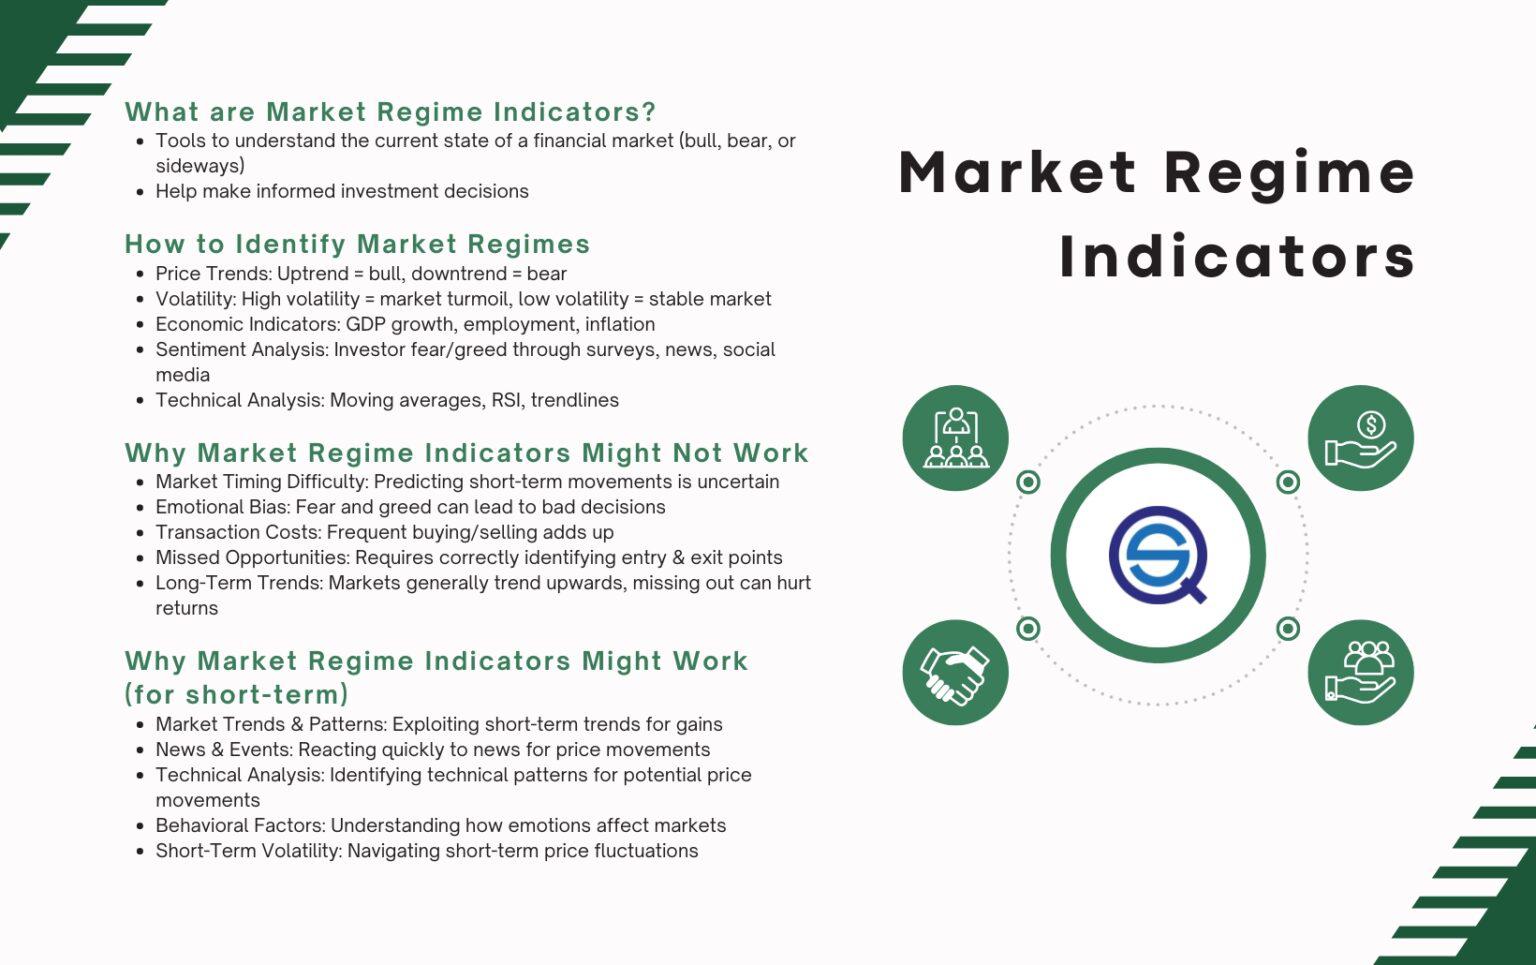 What are Market Regime Indicators?
• Tools to understand the current state of a financial market (bull, bear, or
sideways)
• Help make informed investment decisions
How to Identify Market Regimes
• Price Trends: Uptrend = bull, downtrend = bear
• Volatility: High volatility = market turmoil, low volatility = stable market
• Economic Indicators: GDP growth, employment, inflation
• Sentiment Analysis: Investor fear/greed through surveys, news, social
media
• Technical Analysis: Moving averages, RSI, trendlines
Why Market Regime Indicators Might Not Work
• Market Timing Difficulty: Predicting short-term movements is uncertain
• Emotional Bias: Fear and greed can lead to bad decisions
• Transaction Costs: Frequent buying/selling adds up
• Missed Opportunities: Requires correctly identifying entry & exit points
• Long-Term Trends: Markets generally trend upwards, missing out can hurt
returns
Why Market Regime Indicators Might Work
(for short-term)
• Market Trends & Patterns: Exploiting short-term trends for gains
• News & Events: Reacting quickly to news for price movements
• Technical Analysis: Identifying technical patterns for potential price
movements
• Behavioral Factors: Understanding how emotions affect markets
• Short-Term Volatility: Navigating short-term price fluctuations
Market Regime
Indicators
$
QS